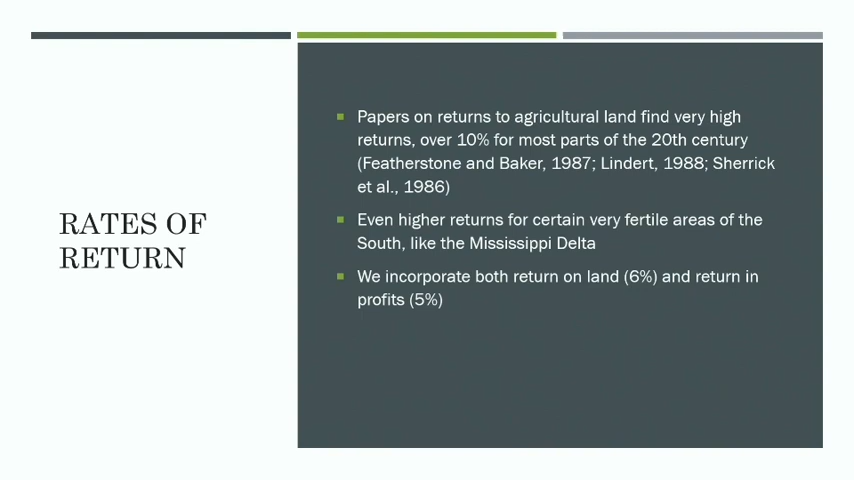 RATES OF
RETURN
Papers on returns to agricultural land find very high
returns, over 10% for most parts of the 20th century
(Featherstone and Baker, 1987; Lindert, 1988; Sherrick
et al., 1986)
Even higher returns for certain very fertile areas of the
South, like the Mississippi Delta
We incorporate both return on land (6%) and return in
profits (5%)